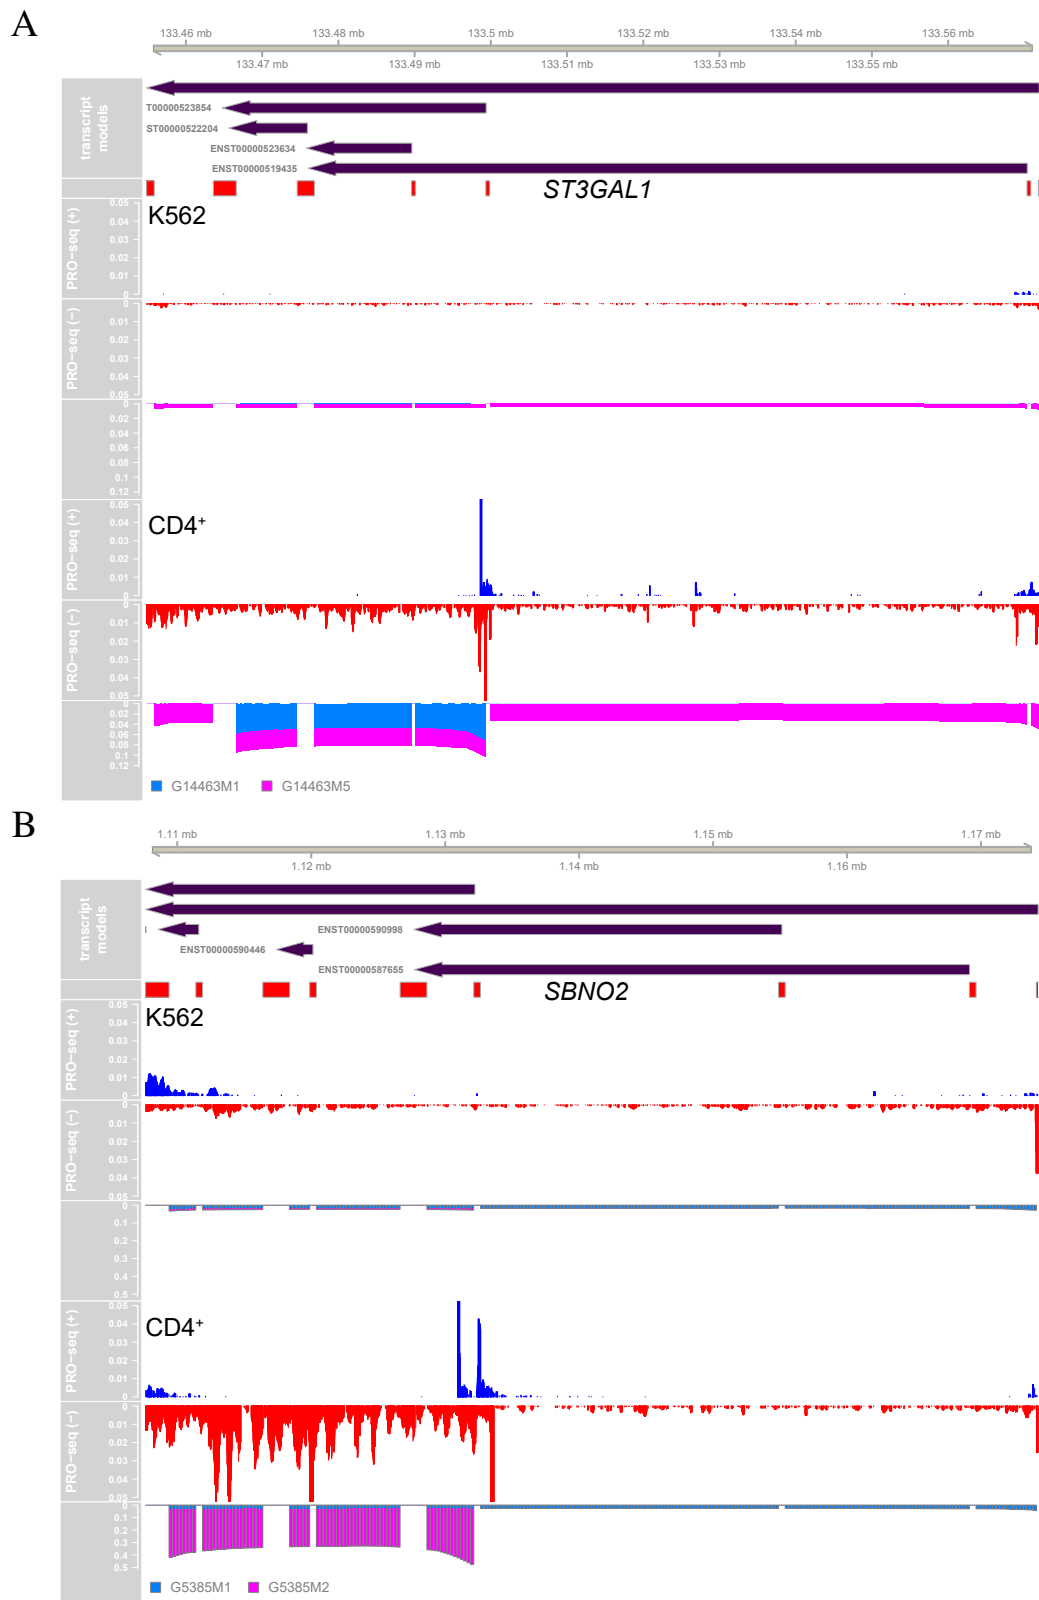 A
133.46 mb 133.48 mb 133.5 mb 133.52 mb 133.54 mb 133.56 mb
133.47 mb 133.49 mb 133.51 mb 133.53 mb 133.55 mb
transcript
models
T00000523854
ST00000522204
ENST00000523634
ENST00000519435
ST3GAL1
PRO-seq (+)
0.05
0.04
0.03
0.02
0.01
0
K562
PRO-seq (−)
0
0.01
0.02
0.03
0.04
0.05
0
0.02
0.04
0.06
0.08
0.1
0.12
PRO-seq (+)
0.05
0.04
0.03
0.02
0.01
0
CD4+
PRO-seq (−)
0
0.01
0.02
0.03
0.04
0.05
0
0.02
0.04
0.06
0.08
0.1
0.12
G14463M1 G14463M5
B
1.11 mb 1.13 mb 1.15 mb 1.17 mb
1.12 mb 1.14 mb 1.16 mb
transcript
models
ENST00000590998
ENST00000590446
ENST00000587655
SBNO2
PRO-seq (+)
0.05
0.04
0.03
0.02
0.01
0
K562
PRO-seq (−)
0
0.01
0.02
0.03
0.04
0.05
0
0.1
0.2
0.3
0.4
0.5
PRO-seq (+)
0.05
0.04
0.03
0.02
0.01
0
CD4+
PRO-seq (−)
0
0.01
0.02
0.03
0.04
0.05
0
0.1
0.2
0.3
0.4
0.5
G5385M1 G5385M2